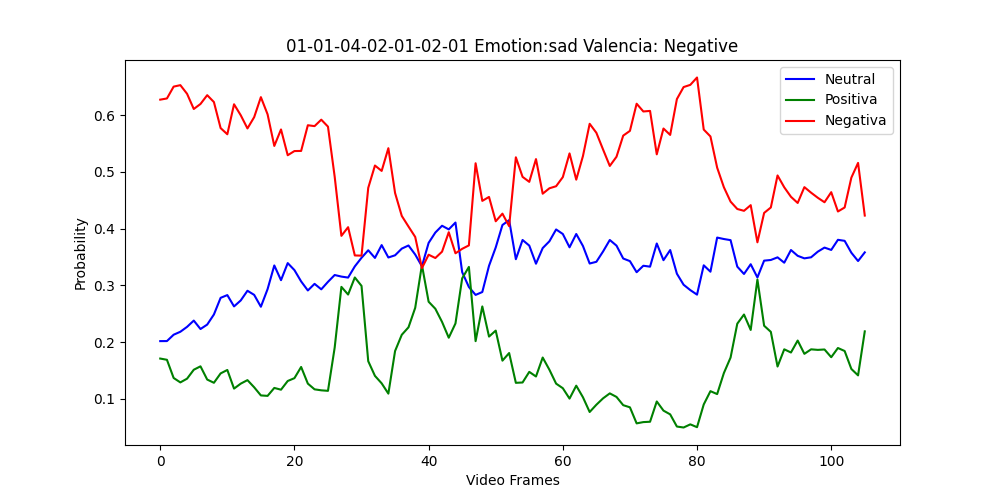 01-01-04-02-01-02-01 Emotion:sad Valencia: Negative
Neutral
Positiva
Negativa
Probability
0.6
0.5
0.4
0.3
0.2
0.1
0 20 40 60 80 100
Video Frames